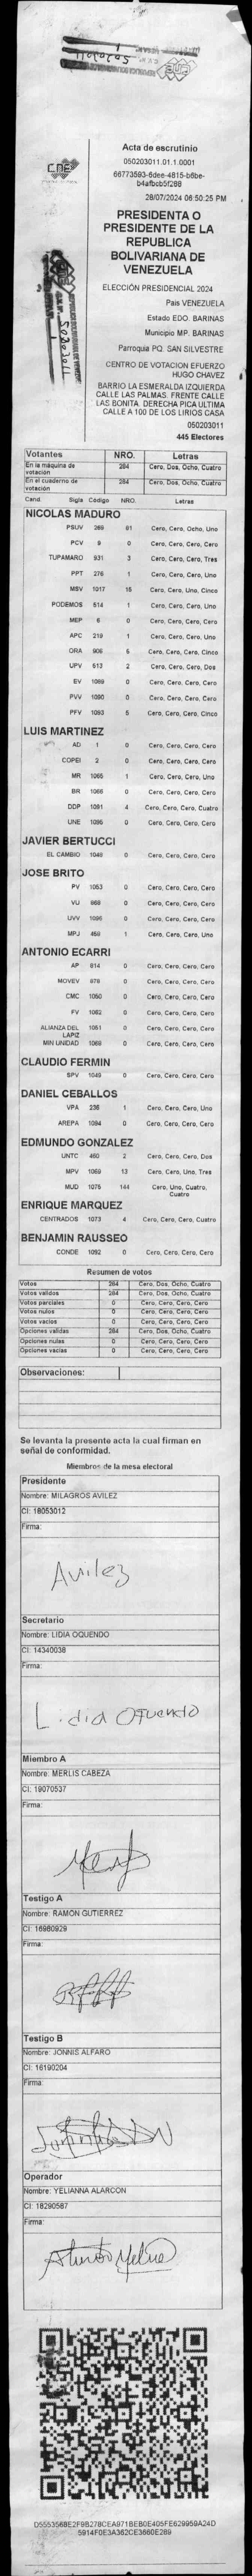 Acta de escrutinio
050203011.01.1.0001
66773593-6dee-4815-b6be-
b4afbcb5f288
28/07/2024 06:50:25 PM
PRESIDENTA O
PRESIDENTE DE LA
REPUBLICA
BOLIVARIANA DE
VENEZUELA
ELECCIÓN PRESIDENCIAL 2024
Pais VENEZUELA
Estado EDO. BARINAS
Municipio MP. BARINAS
Parroquia PQ. SAN SILVESTRE
CENTRO DE VOTACION EFUERZO
HUGO CHAVEZ
BARRIO LA ESMERALDA IZQUIERDA
CALLE LAS PALMAS. FRENTE CALLE
LAS BONITA. DERECHA PICA ULTIMA
CALLE A 100 DE LOS LIRIOS CASA
050203011
445 Electores
Votantes NRO. Letras
En la máquina de votación 284 Cero, Dos, Ocho, Cuatro
En el cuaderno de votación 284 Cero, Dos, Ocho, Cuatro
Cand. Sigla Código NRO. Letras
NICOLAS MADURO
PSUV 269 81 Cero, Cero, Ocho, Uno
PCV 9 0 Cero, Cero, Cero, Cero
TUPAMARO 931 3 Cero, Cero, Cero, Tres
PPT 276 1 Cero, Cero, Cero, Uno
MSV 1017 15 Cero, Cero, Uno, Cinco
PODEMOS 514 1 Cero, Cero, Cero, Uno
MEP 6 0 Cero, Cero, Cero, Cero
APC 219 1 Cero, Cero, Cero, Uno
ORA 906 5 Cero, Cero, Cero, Cinco
UPV 513 2 Cero, Cero, Cero, Dos
EV 1089 0 Cero, Cero, Cero, Cero
PVV 1090 0 Cero, Cero, Cero, Cero
PFV 1093 5 Cero, Cero, Cero, Cinco
LUIS MARTINEZ
AD 1 0 Cero, Cero, Cero, Cero
COPEI 2 0 Cero, Cero, Cero, Cero
MR 1065 1 Cero, Cero, Cero, Uno
BR 1066 0 Cero, Cero, Cero, Cero
DDP 1091 4 Cero, Cero, Cero, Cuatro
UNE 1095 0 Cero, Cero, Cero, Cero
JAVIER BERTUCCI
EL CAMBIO 1048 0 Cero, Cero, Cero, Cero
JOSE BRITO
PV 1053 0 Cero, Cero, Cero, Cero
VU 868 0 Cero, Cero, Cero, Cero
UVV 1096 0 Cero, Cero, Cero, Cero
MPJ 459 1 Cero, Cero, Cero, Uno
ANTONIO ECARRI
AP 814 0 Cero, Cero, Cero, Cero
MOVEV 978 0 Cero, Cero, Cero, Cero
CMC 1050 0 Cero, Cero, Cero, Cero
FV 1062 0 Cero, Cero, Cero, Cero
ALIANZA DEL LAPIZ 1051 0 Cero, Cero, Cero, Cero
MIN UNIDAD 1069 0 Cero, Cero, Cero, Cero
CLAUDIO FERMIN
SPV 1049 0 Cero, Cero, Cero, Cero
DANIEL CEBALLOS
VPA 236 1 Cero, Cero, Cero, Uno
AREPA 1094 0 Cero, Cero, Cero, Cero
EDMUNDO GONZALEZ
UNTC 460 2 Cero, Cero, Cero, Dos
MPV 1069 13 Cero, Cero, Uno, Tres
MUD 1075 144 Cero, Uno, Cuatro, Cuatro
ENRIQUE MARQUEZ
CENTRADOS 1073 4 Cero, Cero, Cero, Cuatro
BENJAMIN RAUSSEO
CONDE 1092 0 Cero, Cero, Cero, Cero
Resumen de votos
Votos 284 Cero, Dos, Ocho, Cuatro
Votos validos 284 Cero, Dos, Ocho, Cuatro
Votos parciales 0 Cero, Cero, Cero, Cero
Votos nulos 0 Cero, Cero, Cero, Cero
Votos vacios 0 Cero, Cero, Cero, Cero
Opciones validas 284 Cero, Dos, Ocho, Cuatro
Opciones nulas 0 Cero, Cero, Cero, Cero
Opciones vacias 0 Cero, Cero, Cero, Cero
Observaciones:
Se levanta la presente acta la cual firman en
señal de conformidad.
Miembros de la mesa electoral
Presidente
Nombre: MILAGROS AVILEZ
CI: 18053012
Firma:
Avilez
Secretario
Nombre: LIDIA OQUENDO
CI: 14340038
Firma:
Lidia Oquendo
Miembro A
Nombre: MERLIS CABEZA
CI: 19070537
Firma:
Testigo A
Nombre: RAMON GUTIERREZ
CI: 16980929
Firma:
Testigo B
Nombre: JONNIS ALFARO
CI: 16190204
Firma:
Operador
Nombre: YELIANNA ALARCON
CI: 18290587
Firma:
D5553568E2F9B278CEA971BEB0E405FE629959A24D
5914F0E3A362CE3660E289